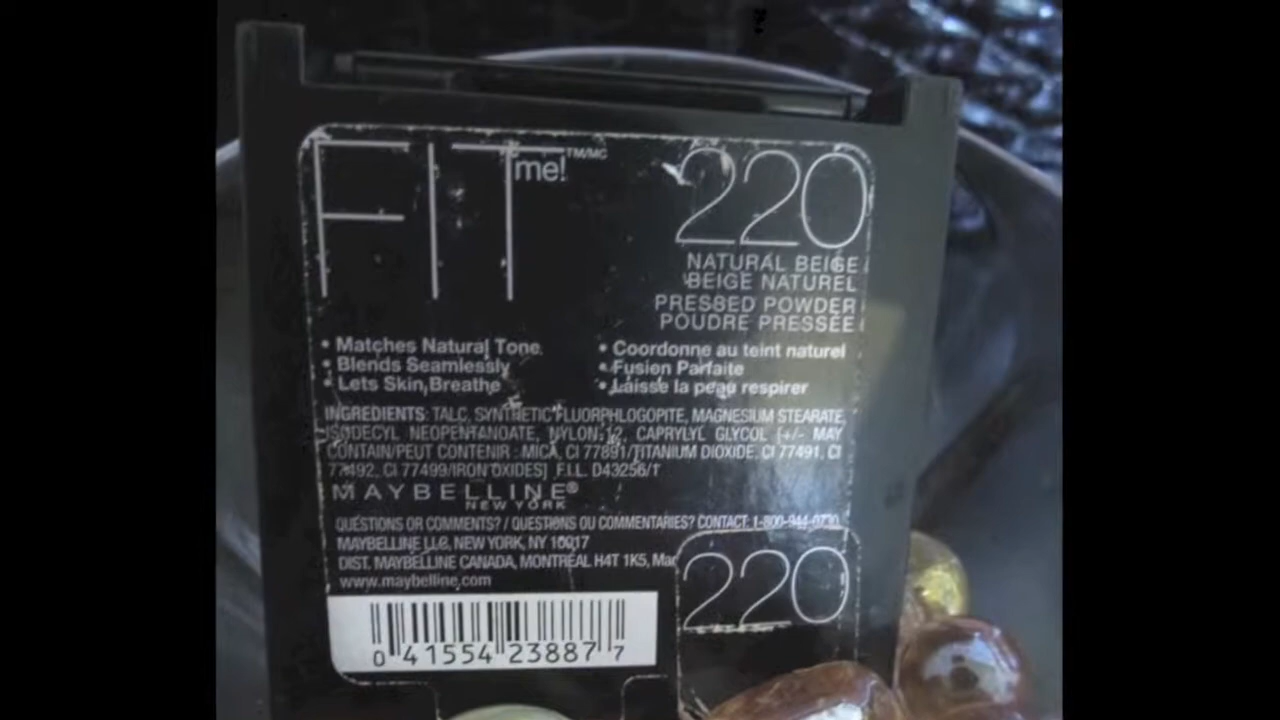 FIT me! TM/MC
220
NATURAL BEIGE
BEIGE NATUREL
PRESSED POWDER
POUDRE PRESSÉE
• Matches Natural Tone
• Blends Seamlessly
• Lets Skin Breathe
• Coordonne au teint naturel
• Fusion Parfaite
• Laisse la peau respirer
INGREDIENTS: TALC, SYNTHETIC FLUORPHLOGOPITE, MAGNESIUM STEARATE,
ISODECYL NEOPENTANOATE, NYLON-12, CAPRYLYL GLYCOL [+/- MAY
CONTAIN/PEUT CONTENIR : MICA, CI 77891/TITANIUM DIOXIDE, CI 77491, CI
77492, CI 77499/IRON OXIDES] F.I.L. D43256/1
MAYBELLINE®
NEW YORK
QUESTIONS OR COMMENTS? / QUESTIONS OU COMMENTAIRES? CONTACT. 1-800-944-0730
MAYBELLINE LLC, NEW YORK, NY 10017
DIST. MAYBELLINE CANADA, MONTRÉAL H4T 1K5, Mar
www.maybelline.com
220
0 41554 23887 7